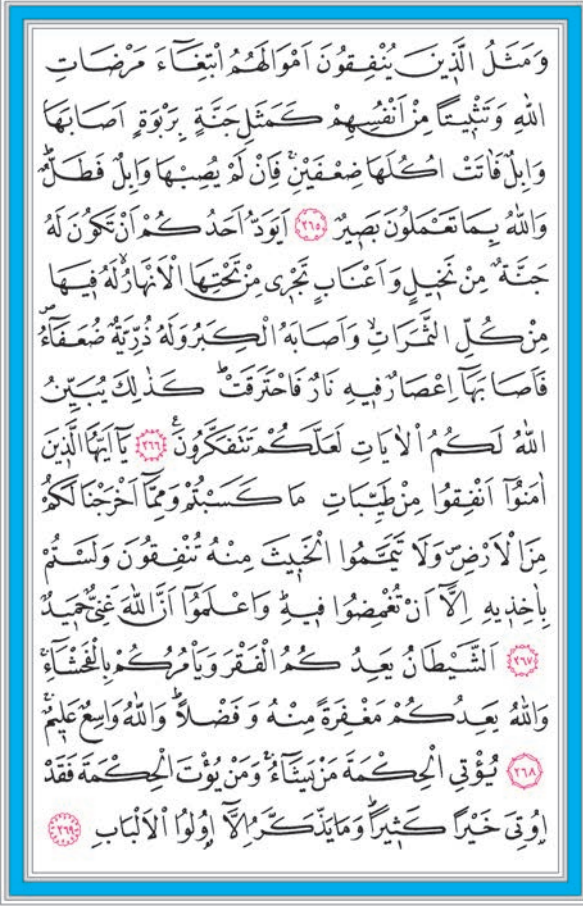 وَمَثَلُ الَّذٖينَ يُنْفِقُونَ اَمْوَالَهُمُ ابْتِغَٓاءَ مَرْضَاتِ
اللّٰهِ وَتَثْبٖيتًا مِنْ اَنْفُسِهِمْ كَمَثَلِ جَنَّةٍ بِرَبْوَةٍ اَصَابَهَا
وَابِلٌ فَاٰتَتْ اُكُلَهَا ضِعْفَيْنِۚ فَاِنْ لَمْ يُصِبْهَا وَابِلٌ فَطَلٌّؕ
وَاللّٰهُ بِمَا تَعْمَلُونَ بَصٖيرٌ ﴿٢٦٥﴾ اَيَوَدُّ اَحَدُكُمْ اَنْ تَكُونَ لَهُ
جَنَّةٌ مِنْ نَخٖيلٍ وَاَعْنَابٍ تَجْرٖى مِنْ تَحْتِهَا الْاَنْهَارُۙ لَهُ فٖيهَا
مِنْ كُلِّ الثَّمَرَاتِۙ وَاَصَابَهُ الْكِبَرُ وَلَهُ ذُرِّيَّةٌ ضُعَفَٓاءُۖ
فَاَصَابَهَٓا اِعْصَارٌ فٖيهِ نَارٌ فَاحْتَرَقَتْؕ كَذٰلِكَ يُبَيِّنُ
اللّٰهُ لَكُمُ الْاٰيَاتِ لَعَلَّكُمْ تَتَفَكَّرُونَࣖ ﴿٢٦٦﴾ يَٓا اَيُّهَا الَّذٖينَ
اٰمَنُٓوا اَنْفِقُوا مِنْ طَيِّبَاتِ مَا كَسَبْتُمْ وَمِمَّٓا اَخْرَجْنَا لَكُمْ
مِنَ الْاَرْضِࣕ وَلَا تَيَمَّمُوا الْخَبٖيثَ مِنْهُ تُنْفِقُونَ وَلَسْتُمْ
بِاٰخِذٖيهِ اِلَّٓا اَنْ تُغْمِضُوا فٖيهِؕ وَاعْلَمُٓوا اَنَّ اللّٰهَ غَنِىٌّ حَمٖيدٌ
﴿٢٦٧﴾ اَلشَّيْطَانُ يَعِدُكُمُ الْفَقْرَ وَيَأْمُرُكُمْ بِالْفَحْشَٓاءِۚ
وَاللّٰهُ يَعِدُكُمْ مَغْفِرَةً مِنْهُ وَفَضْلًاؕ وَاللّٰهُ وَاسِعٌ عَلٖيمٌۚ
﴿٢٦٨﴾ يُؤْتِى الْحِكْمَةَ مَنْ يَشَٓاءُۚ وَمَنْ يُؤْتَ الْحِكْمَةَ فَقَدْ
اُو۫تِىَ خَيْرًا كَثٖيرًاؕ وَمَا يَذَّكَّرُ اِلَّٓا اُو۬لُوا الْاَلْبَابِ ﴿٢٦٩﴾